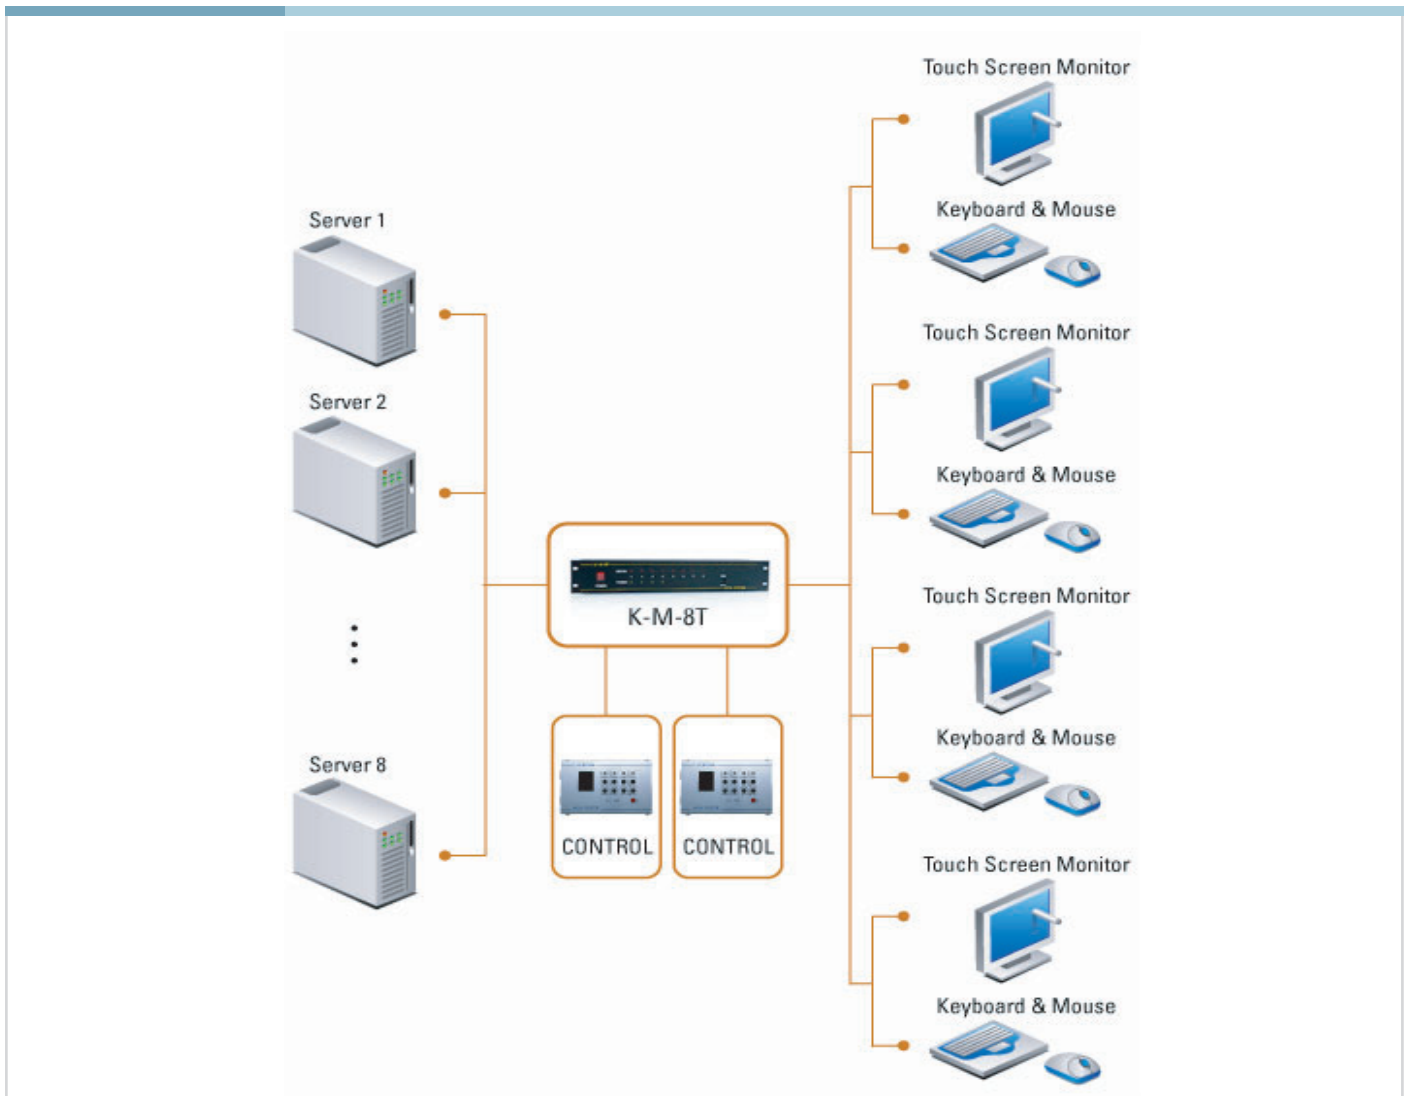 Touch Screen Monitor
Keyboard & Mouse
Server 1
Touch Screen Monitor
Server 2
Keyboard & Mouse
K-M-8T
Touch Screen Monitor
Keyboard & Mouse
Server 8
CONTROL
CONTROL
Touch Screen Monitor
Keyboard & Mouse